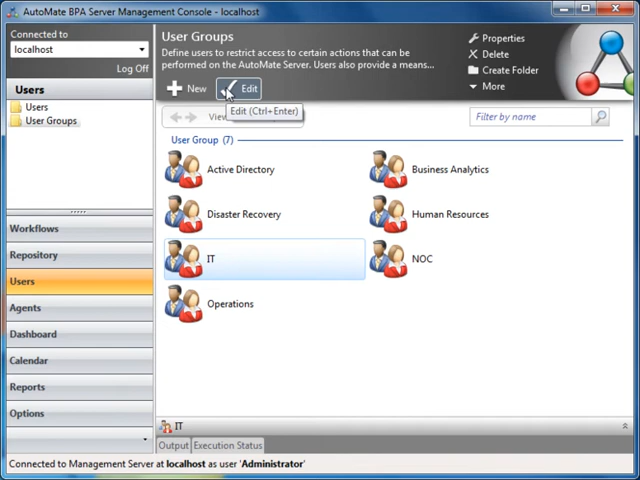 AutoMate BPA Server Management Console - localhost
Connected to
localhost
Log Off
Users
Users
User Groups
Workflows
Repository
Users
Agents
Dashboard
Calendar
Reports
Options
User Groups
Define users to restrict access to certain actions that can be
performed on the AutoMate Server. Users also provide a means...
New
Edit
Properties
Delete
Create Folder
More
Edit (Ctrl+Enter)
Filter by name
User Group (7)
Active Directory
Business Analytics
Disaster Recovery
Human Resources
IT
NOC
Operations
IT
Output
Execution Status
Connected to Management Server at localhost as user 'Administrator'